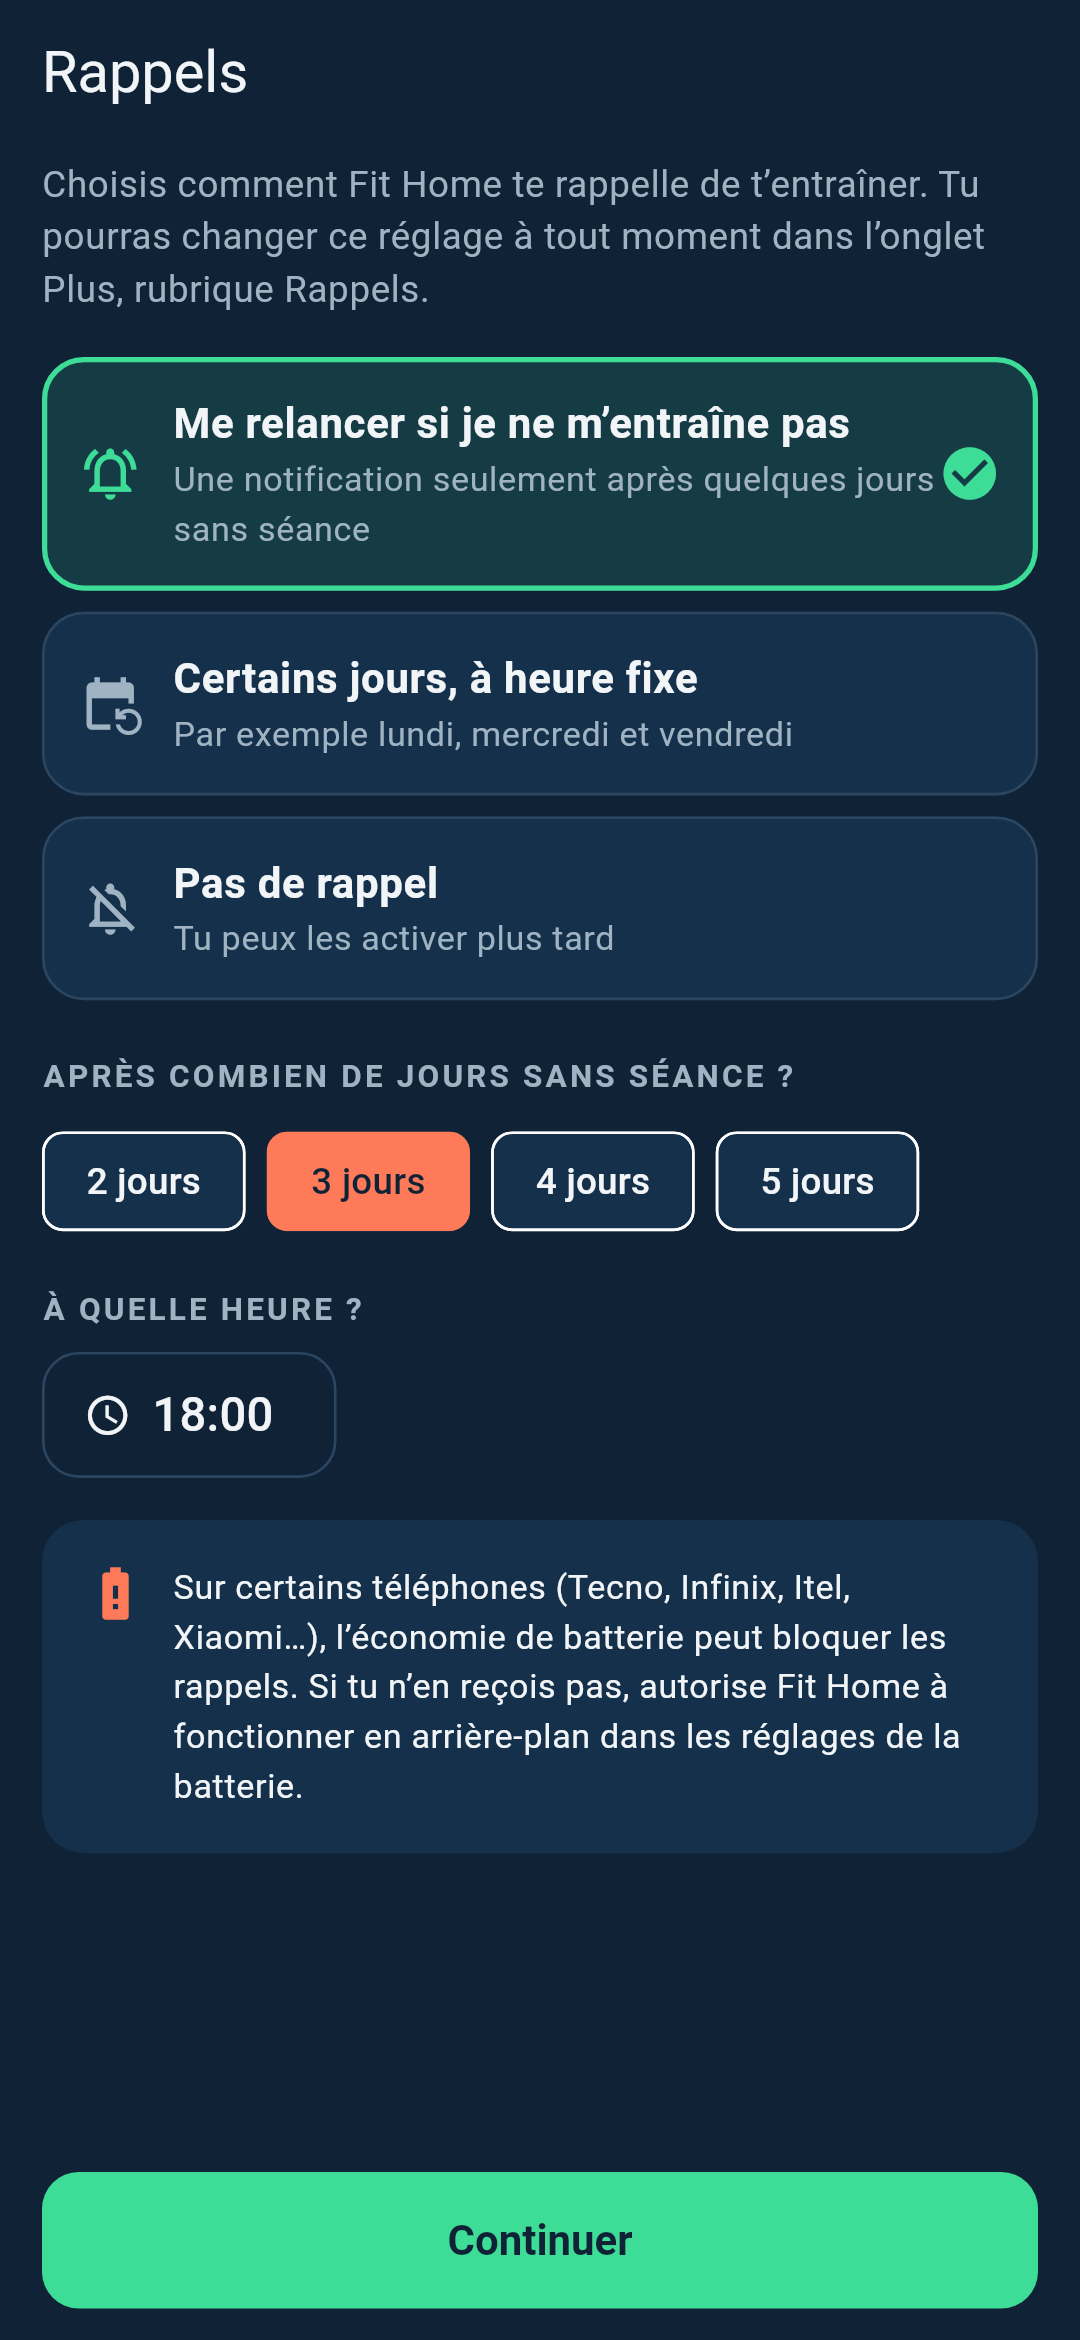 Rappels
Choisis comment Fit Home te rappelle de t’entraîner. Tu
pourras changer ce réglage à tout moment dans l’onglet
Plus, rubrique Rappels.
Me relancer si je ne m’entraîne pas
Une notification seulement après quelques jours
sans séance
Certains jours, à heure fixe
Par exemple lundi, mercredi et vendredi
Pas de rappel
Tu peux les activer plus tard
APRÈS COMBIEN DE JOURS SANS SÉANCE ?
2 jours 3 jours 4 jours 5 jours
À QUELLE HEURE ?
18:00
Sur certains téléphones (Tecno, Infinix, Itel,
Xiaomi…), l’économie de batterie peut bloquer les
rappels. Si tu n’en reçois pas, autorise Fit Home à
fonctionner en arrière-plan dans les réglages de la
batterie.
Continuer